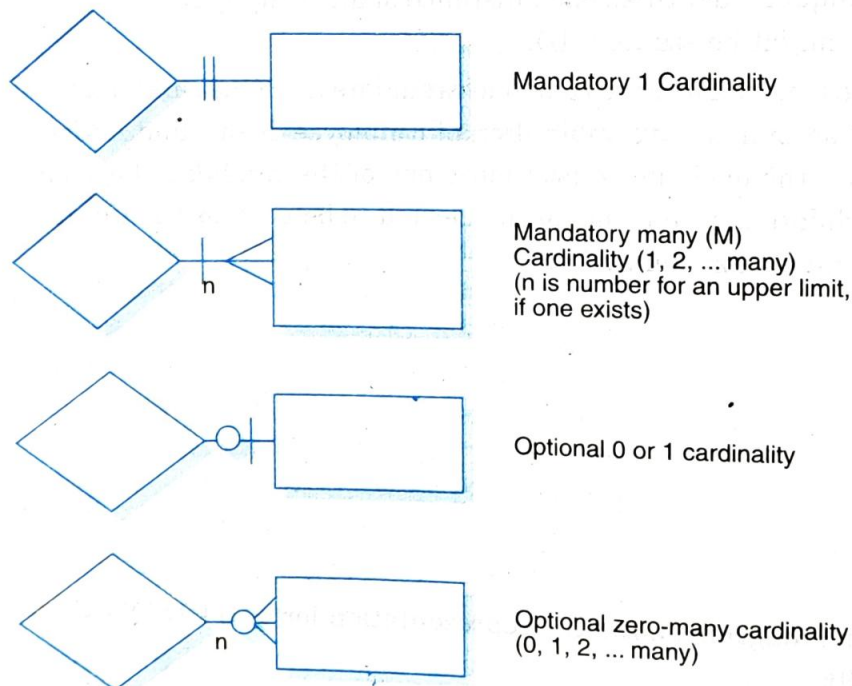 Mandatory 1 Cardinality
Mandatory many (M)
Cardinality (1, 2, ... many)
(n is number for an upper limit,
if one exists)
n
Optional 0 or 1 cardinality
Optional zero-many cardinality
(0, 1, 2, ... many)
n